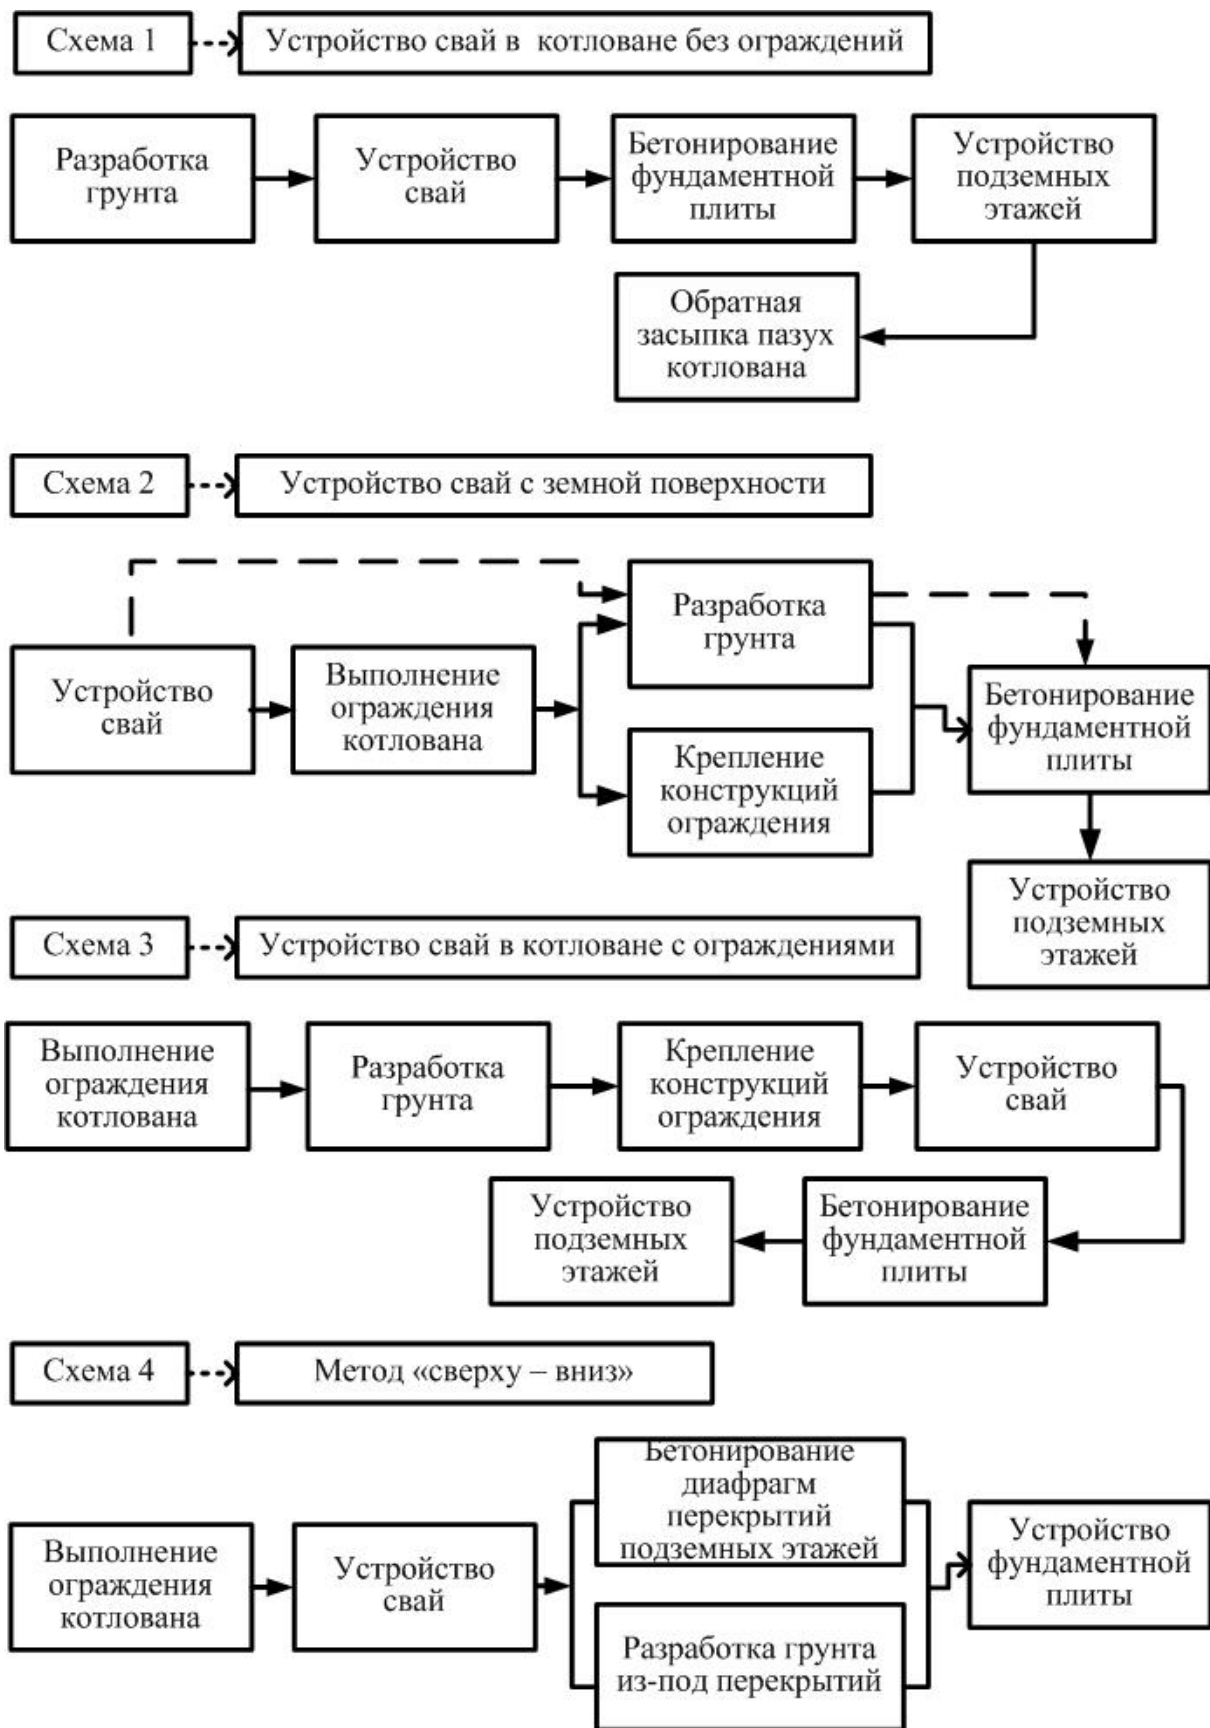 Схема 1
Устройство свай в котловане без ограждений
Разработка
грунта
Устройство
свай
Бетонирование
фундаментной
плиты
Устройство
подземных
этажей
Обратная
засыпка пазух
котлована
Схема 2
Устройство свай с земной поверхности
Устройство
свай
Выполнение
ограждения
котлована
Разработка
грунта
Крепление
конструкций
ограждения
Бетонирование
фундаментной
плиты
Устройство
подземных
этажей
Схема 3
Устройство свай в котловане с ограждениями
Выполнение
ограждения
котлована
Разработка
грунта
Крепление
конструкций
ограждения
Устройство
свай
Бетонирование
фундаментной
плиты
Устройство
подземных
этажей
Схема 4
Метод «сверху – вниз»
Выполнение
ограждения
котлована
Устройство
свай
Бетонирование
диафрагм
перекрытий
подземных этажей
Разработка грунта
из-под перекрытий
Устройство
фундаментной
плиты